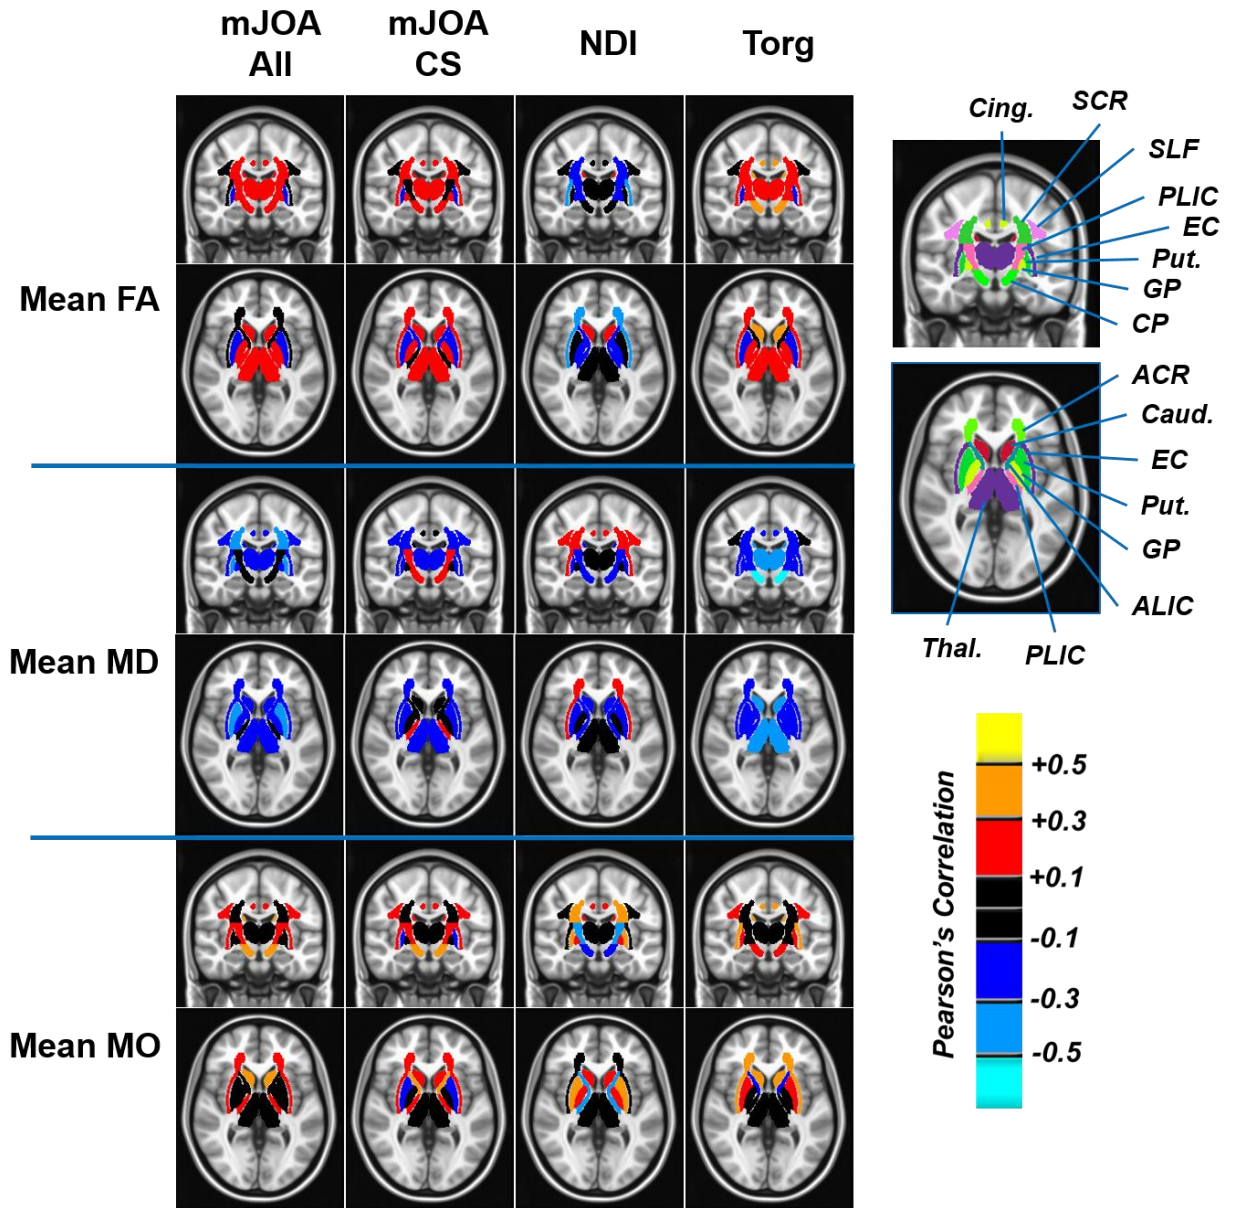 mJOA
All
mJOA
CS
NDI
Torg
Mean FA
Mean MD
Mean MO
Cing.
SCR
SLF
PLIC
EC
Put.
GP
CP
ACR
Caud.
EC
Put.
GP
ALIC
Thal.
PLIC
Pearson's Correlation
+0.5
+0.3
+0.1
-0.1
-0.3
-0.5